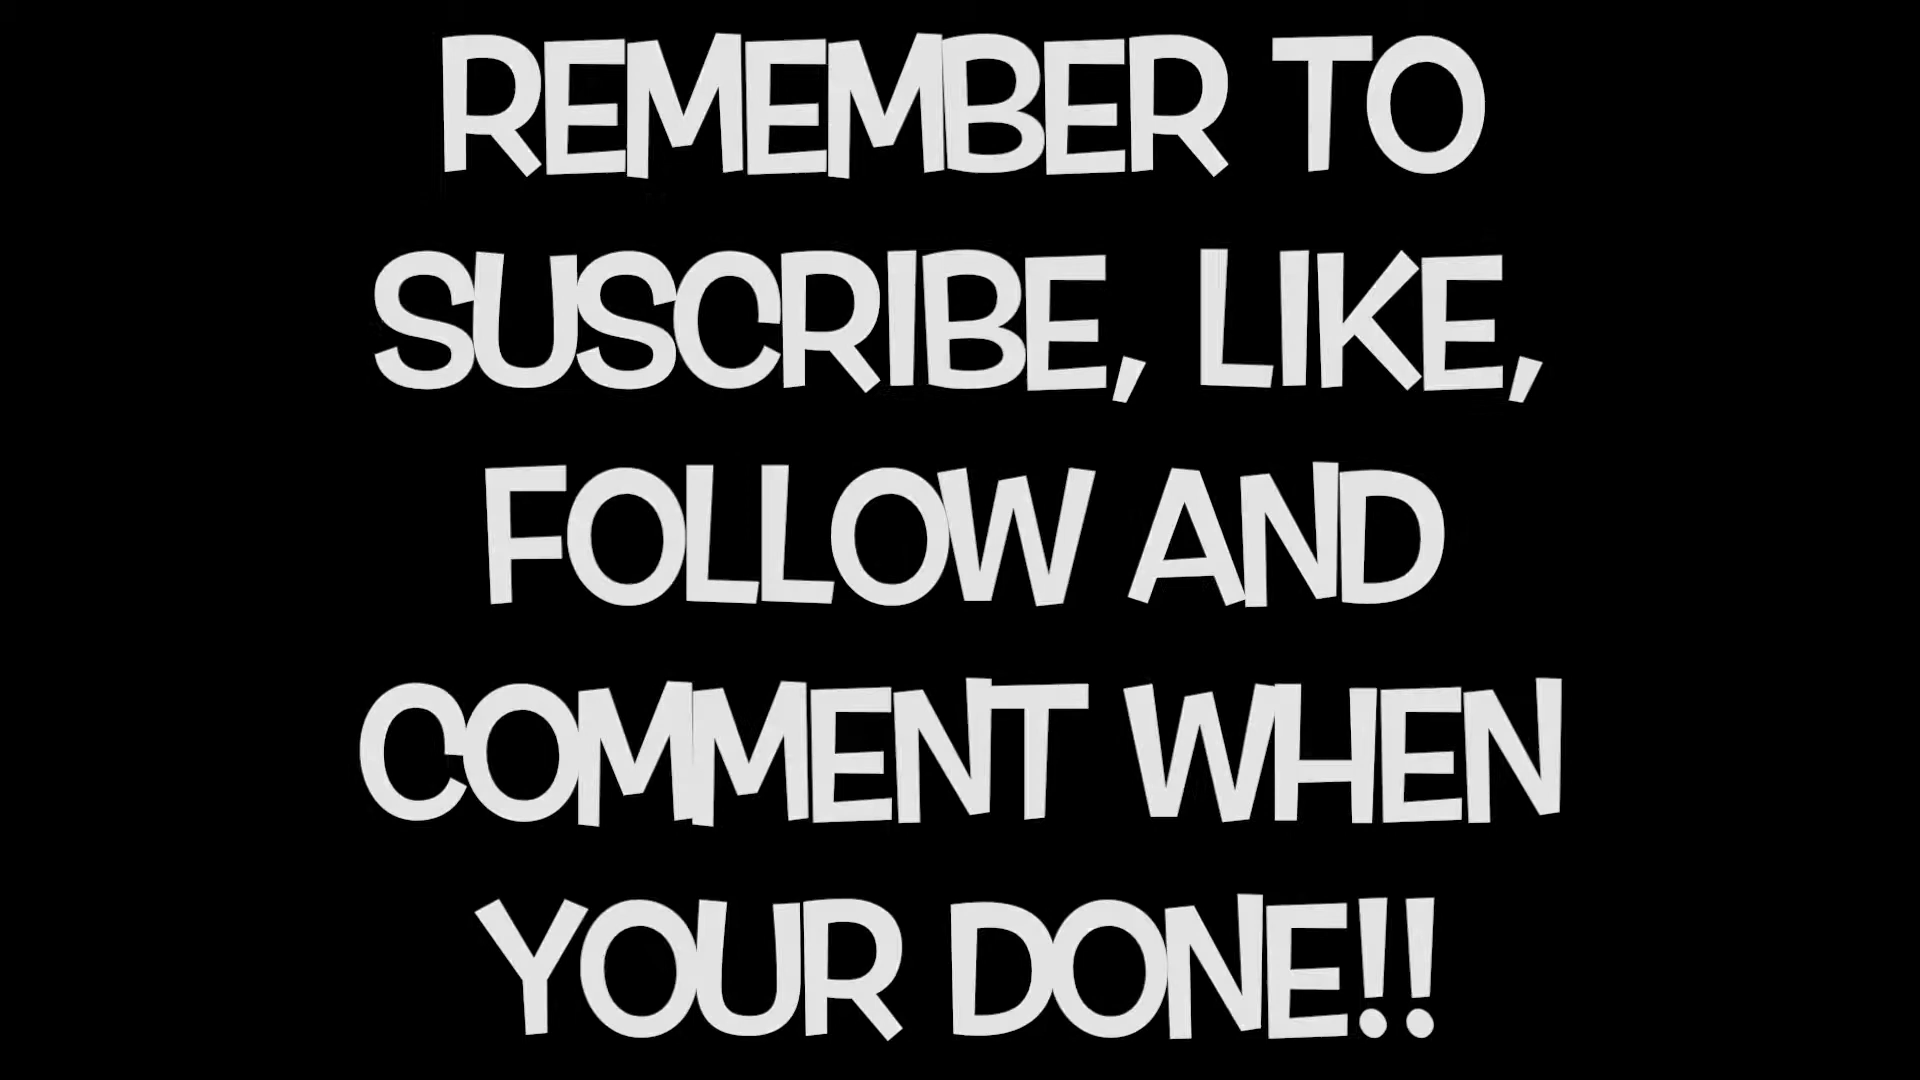 REMEMBER TO
SUSCRIBE, LIKE,
FOLLOW AND
COMMENT WHEN
YOUR DONE!!